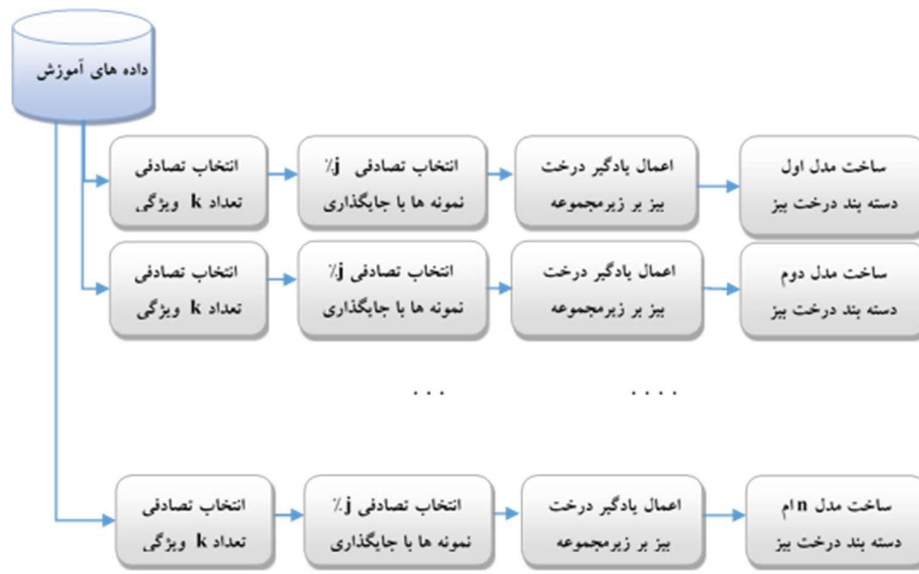 داده های آموزش
انتخاب تصادفی
تعداد k ویژگی
انتخاب تصادفی j٪
نمونه ها با جایگذاری
اعمال یادگیر درخت
بیز بر زیرمجموعه
ساخت مدل اول
دسته بند درخت بیز
انتخاب تصادفی
تعداد k ویژگی
انتخاب تصادفی j٪
نمونه ها با جایگذاری
اعمال یادگیر درخت
بیز بر زیرمجموعه
ساخت مدل دوم
دسته بند درخت بیز
. . .
. . . .
انتخاب تصادفی
تعداد k ویژگی
انتخاب تصادفی j٪
نمونه ها با جایگذاری
اعمال یادگیر درخت
بیز بر زیرمجموعه
ساخت مدل n ام
دسته بند درخت بیز